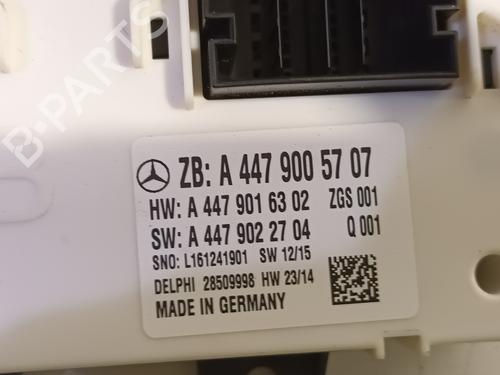 B-PARTS
ZB: A 447 900 57 07
HW: A 447 901 63 02 ZGS 001
SW: A 447 902 27 04 Q 001
SNO: L161241901 SW 12/15
DELPHI 28509998 HW 23/14
MADE IN GERMANY